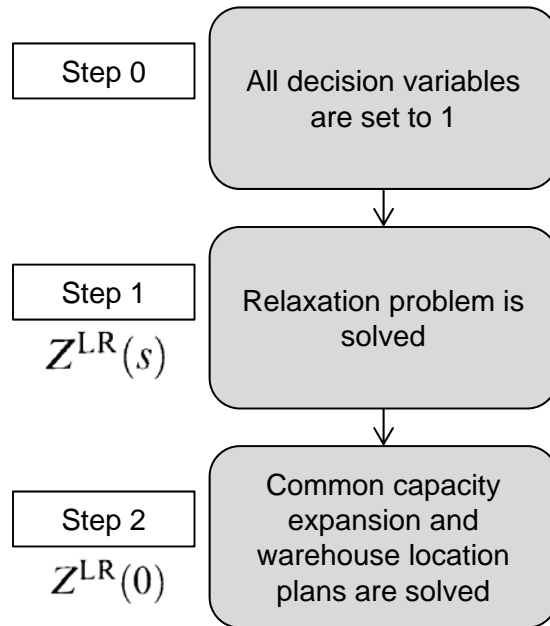 Step 0
All decision variables
are set to 1
Step 1
Z^LR(s)
Relaxation problem is
solved
Step 2
Z^LR(0)
Common capacity
expansion and
warehouse location
plans are solved